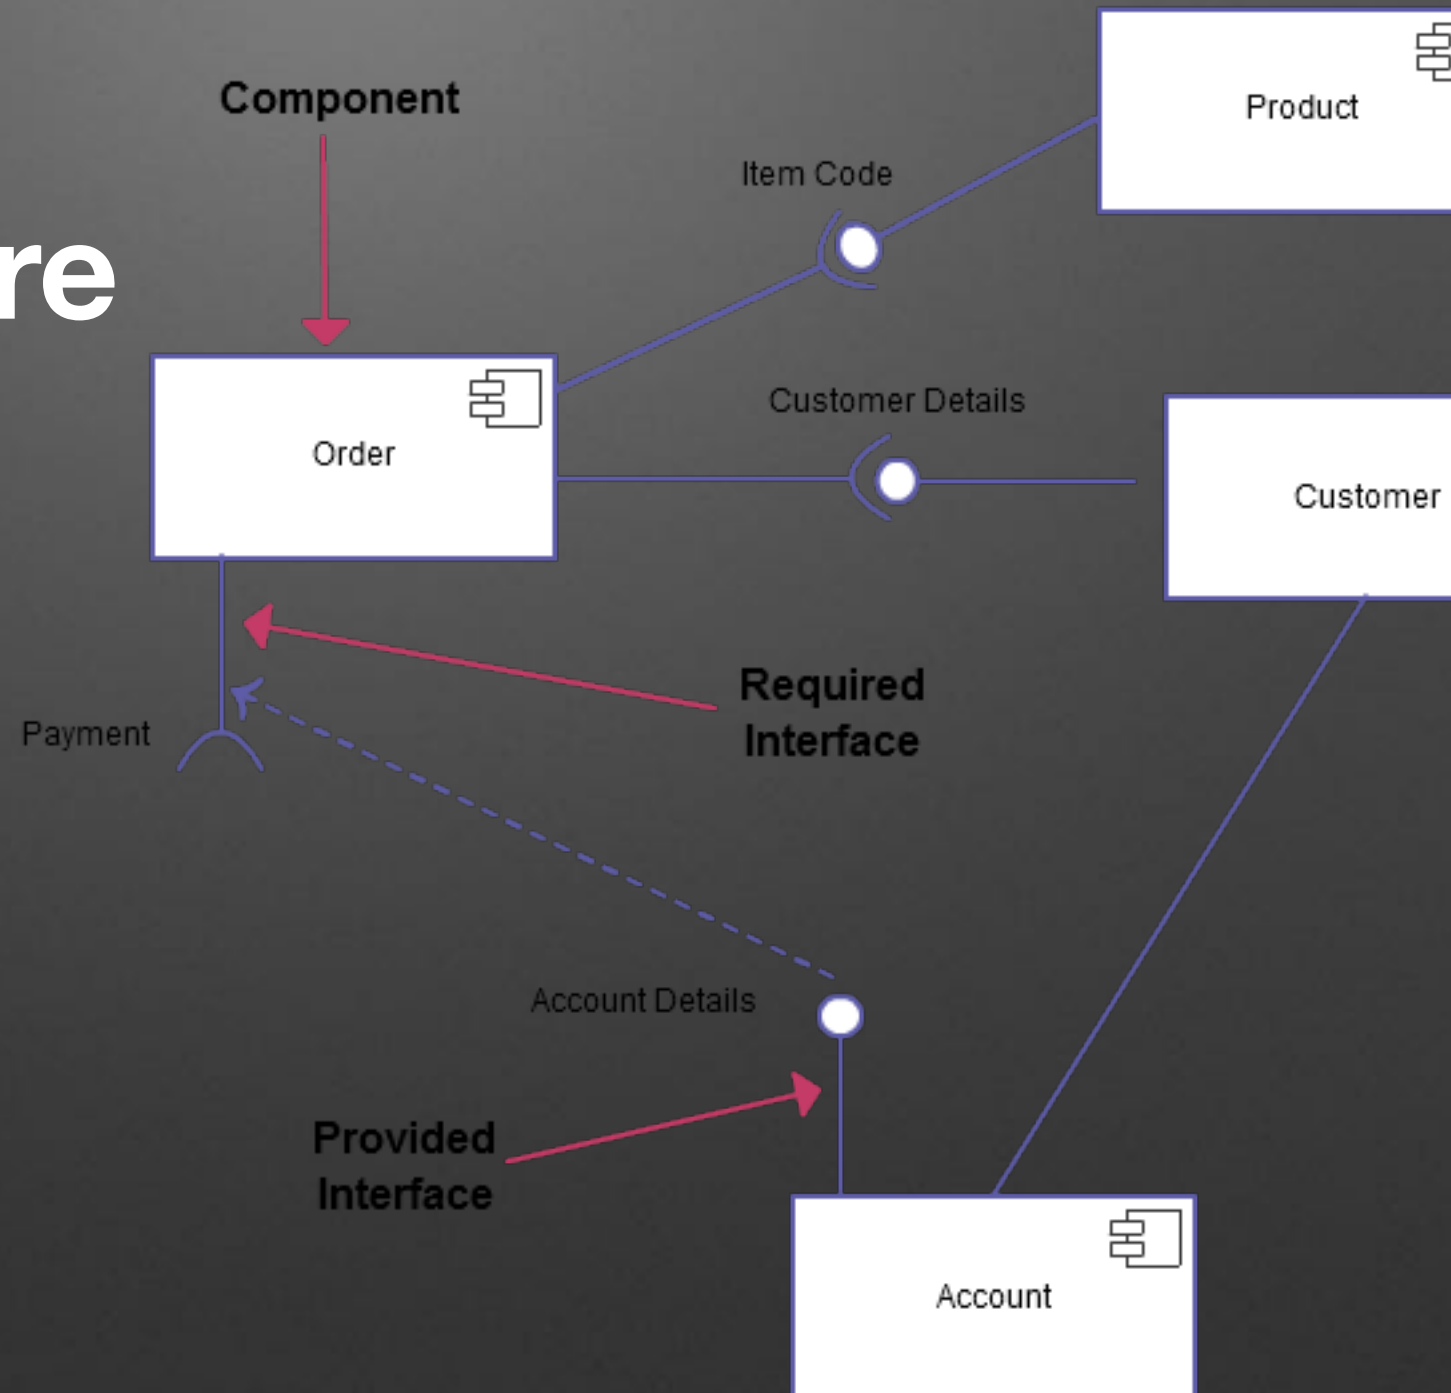 Component
Product
Item Code
re
Customer Details
Order
Customer
Required
Interface
Payment
Account Details
Provided
Interface
Account